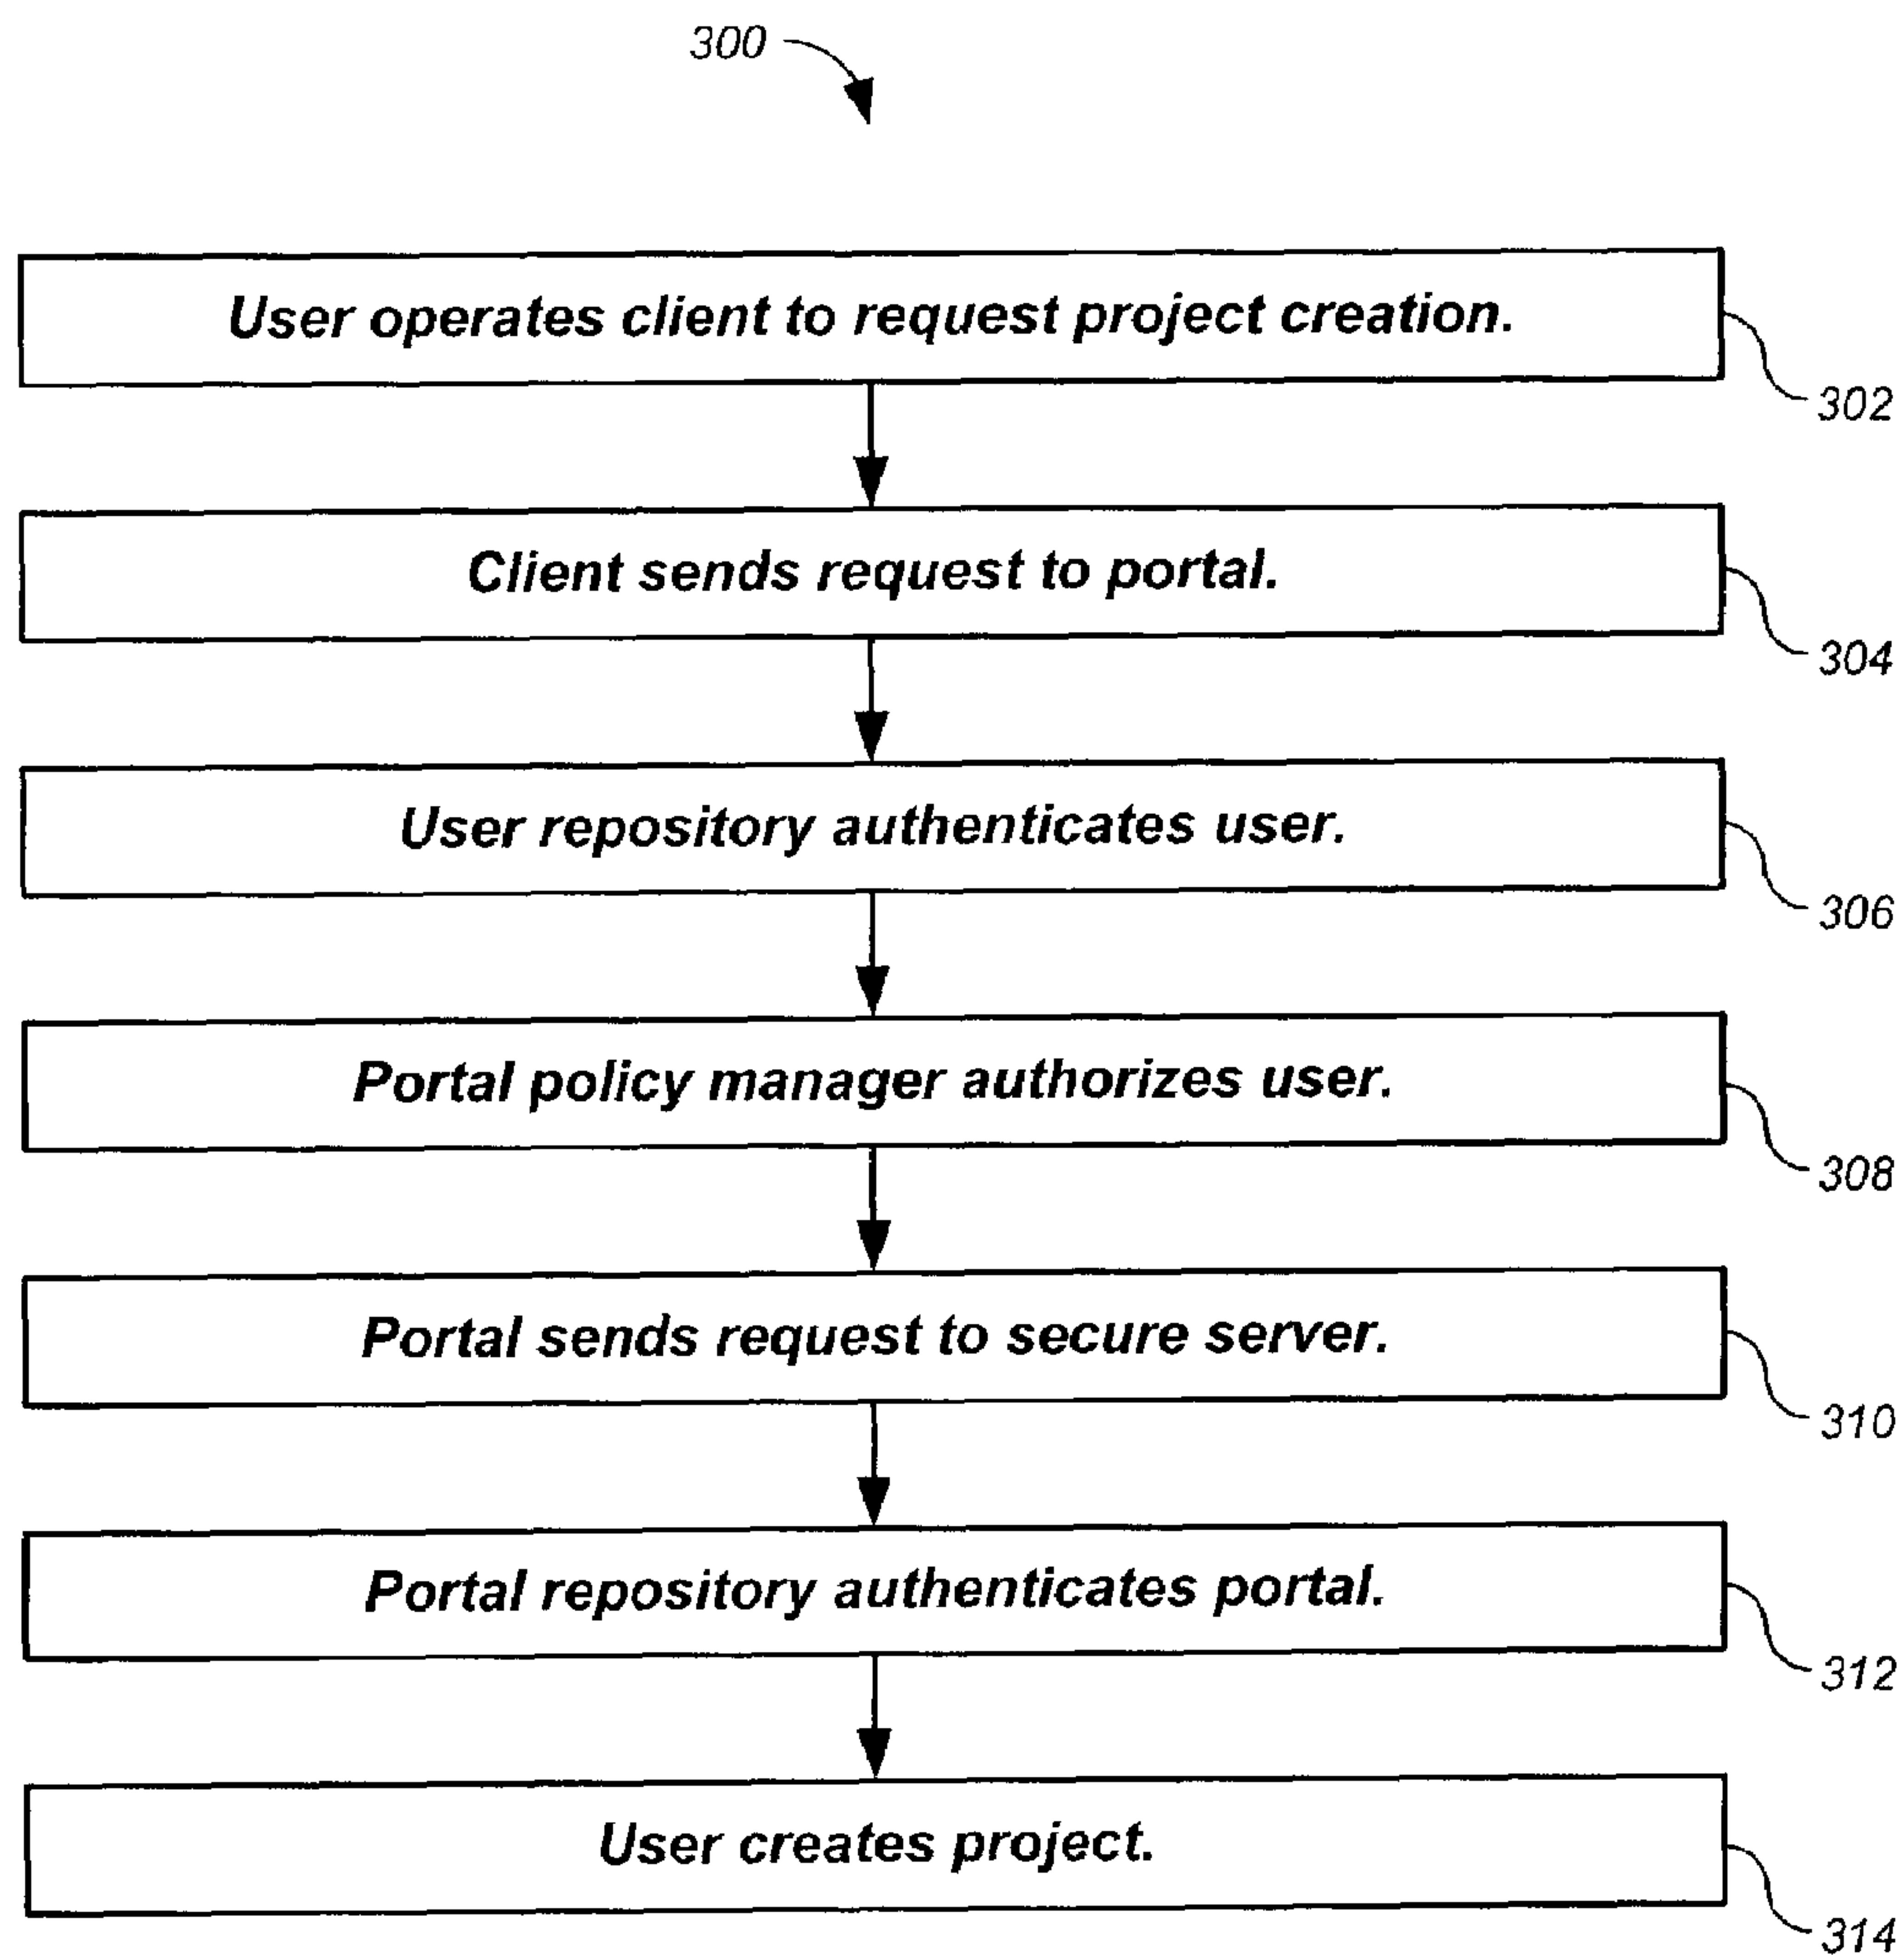 300
User operates client to request project creation.
302
Client sends request to portal.
304
User repository authenticates user.
306
Portal policy manager authorizes user.
308
Portal sends request to secure server.
310
Portal repository authenticates portal.
312
User creates project.
314